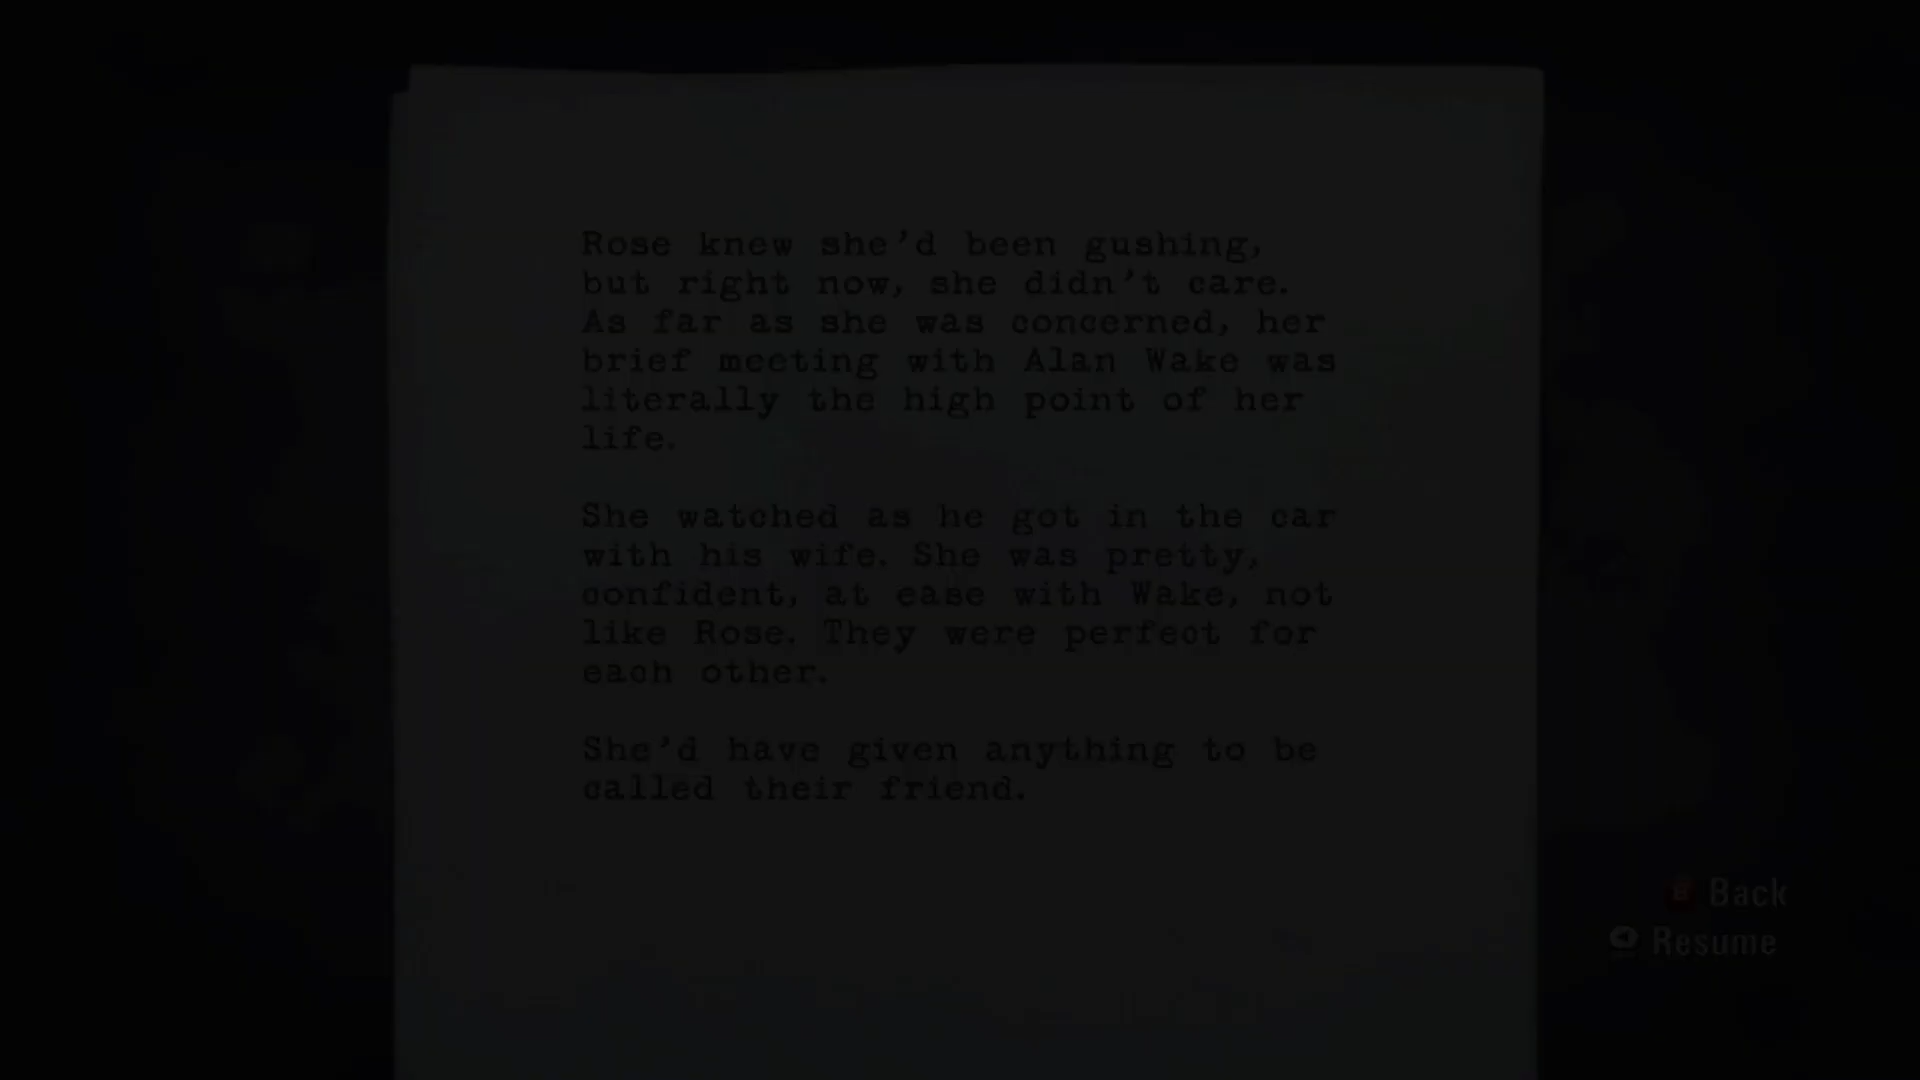 Rose knew she'd been gushing,
but right now, she didn't care.
As far as she was concerned, her
brief meeting with Alan Wake was
literally the high point of her
life.
She watched as he got in the car
with his wife. She was pretty,
confident, at ease with Wake, not
like Rose. They were perfect for
each other.
She'd have given anything to be
called their friend.
B Back
Resume